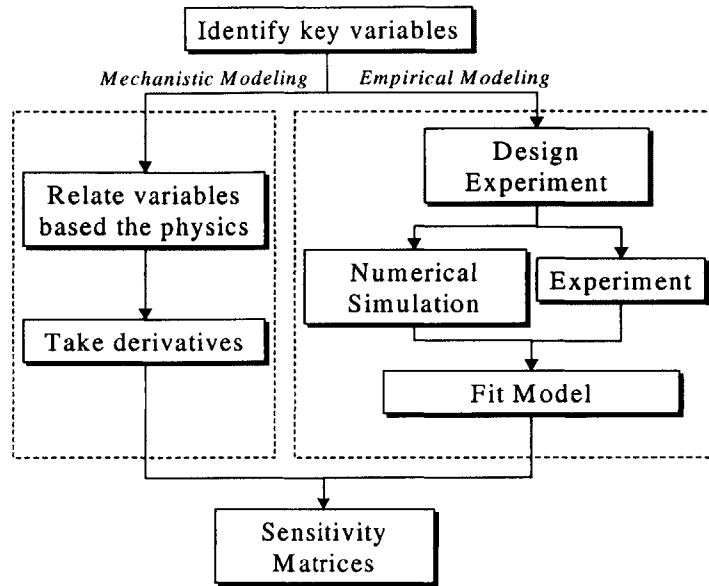 Identify key variables
Mechanistic Modeling
Empirical Modeling
Relate variables
based the physics
Take derivatives
Design
Experiment
Numerical
Simulation
Experiment
Fit Model
Sensitivity
Matrices